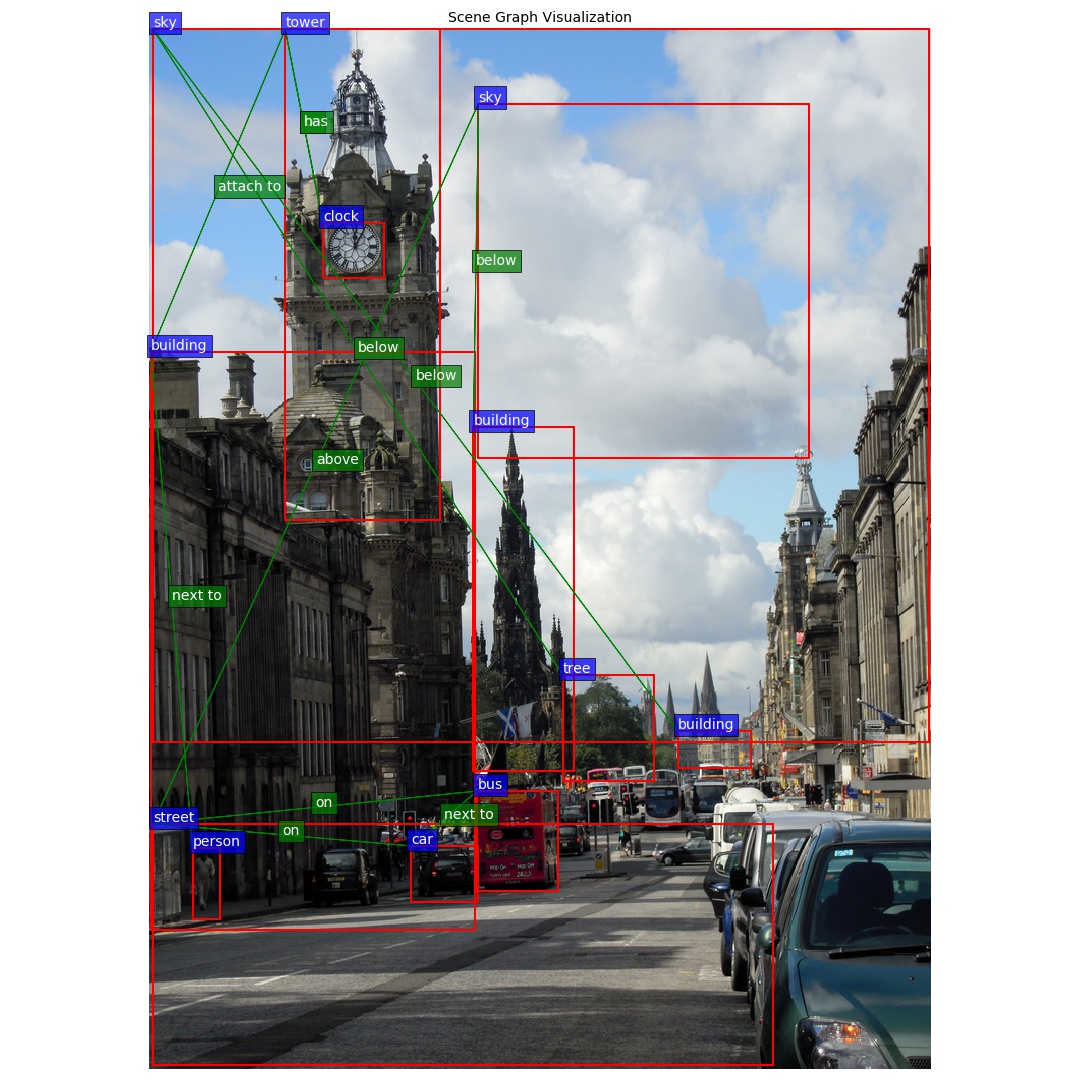 Scene Graph Visualization
sky
tower
sky
has
attach to
clock
below
building
below
below
building
above
next to
tree
building
bus
on
next to
street
on
car
person